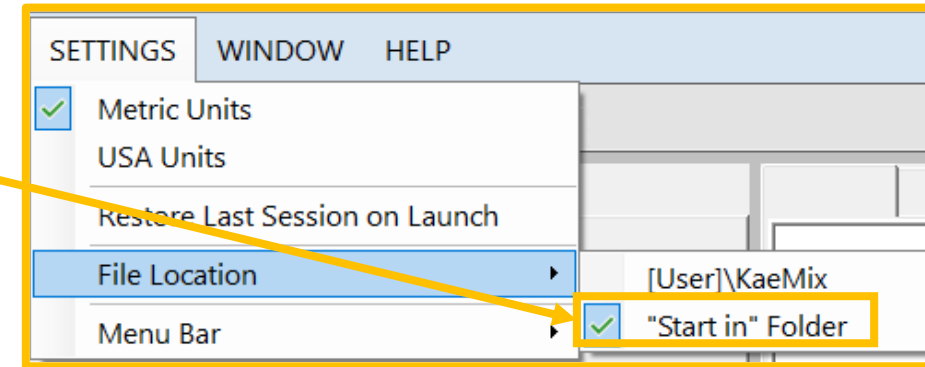 SETTINGS WINDOW HELP
Metric Units
USA Units
Restore Last Session on Launch
File Location
[User]\KaeMix
"Start in" Folder
Menu Bar